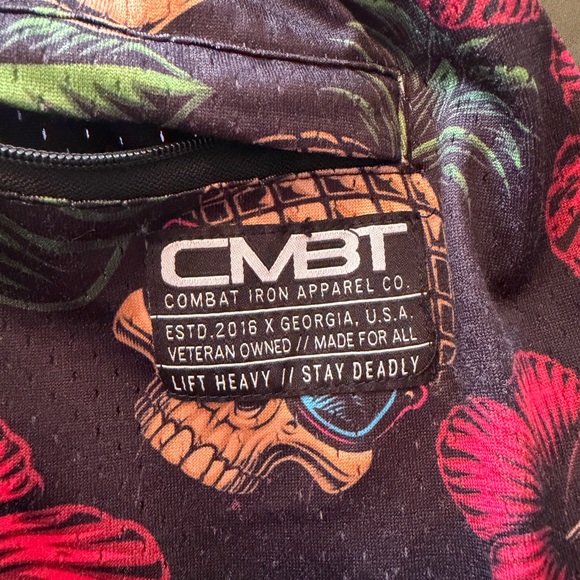 CMBT
COMBAT IRON APPAREL CO.
ESTD.2016 X GEORGIA, U.S.A.
VETERAN OWNED // MADE FOR ALL
LIFT HEAVY // STAY DEADLY